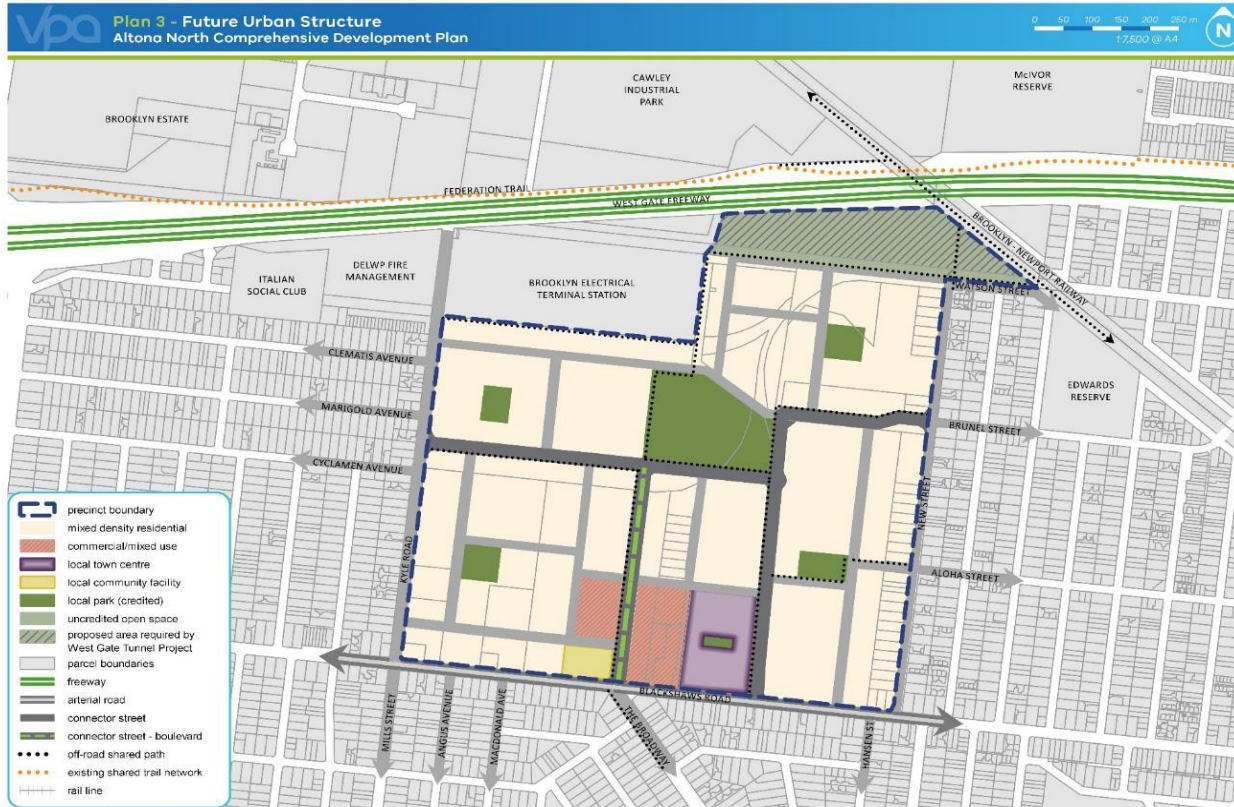 vpa
Plan 3 - Future Urban Structure
Altona North Comprehensive Development Plan
0 50 100 150 200 250 m
1:7,500 @ A4
N
CAWLEY
INDUSTRIAL
PARK
McIVOR
RESERVE
BROOKLYN ESTATE
FEDERATION TRAIL
WEST GATE FREEWAY
BROOKLYN - NEWPORT RAILWAY
ITALIAN
SOCIAL CLUB
DELWP FIRE
MANAGEMENT
BROOKLYN ELECTRICAL
TERMINAL STATION
WATSON STREET
CLEMATIS AVENUE
EDWARDS
RESERVE
MARIGOLD AVENUE
BRUNEL STREET
CYCLAMEN AVENUE
NEW STREET
KYLE ROAD
ALOHA STREET
BLACKSHAWS ROAD
MILLS STREET
ANGUS AVENUE
MACDONALD AVE
THE BROADWAY
HANSEN ST
precinct boundary
mixed density residential
commercial/mixed use
local town centre
local community facility
local park (credited)
uncredited open space
proposed area required by
West Gate Tunnel Project
parcel boundaries
freeway
arterial road
connector street
connector street - boulevard
off-road shared path
existing shared trail network
rail line